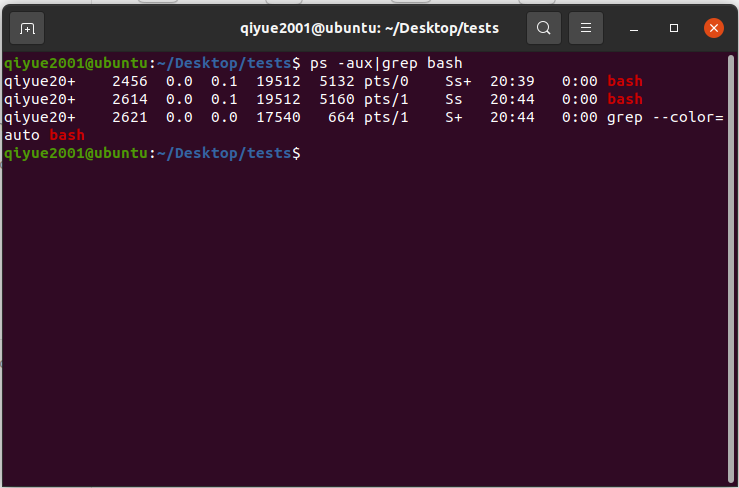 qiyue2001@ubuntu: ~/Desktop/tests
qiyue2001@ubuntu:~/Desktop/tests$ ps -aux|grep bash
qiyue20+    2456  0.0  0.1  19512  5132 pts/0    Ss+  20:39   0:00 bash
qiyue20+    2614  0.0  0.1  19512  5160 pts/1    Ss   20:44   0:00 bash
qiyue20+    2621  0.0  0.0  17540   664 pts/1    S+   20:44   0:00 grep --color=
auto bash
qiyue2001@ubuntu:~/Desktop/tests$